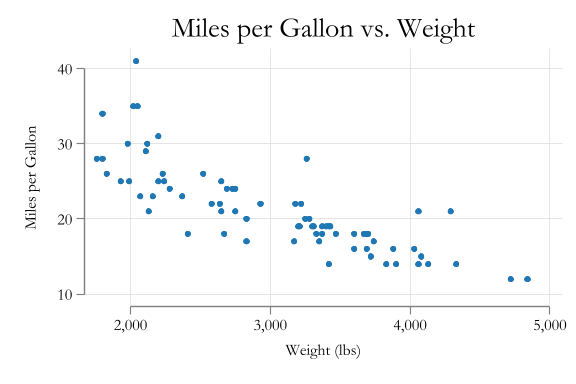 Miles per Gallon vs. Weight
Miles per Gallon
40
30
20
10
2,000 3,000 4,000 5,000
Weight (lbs)